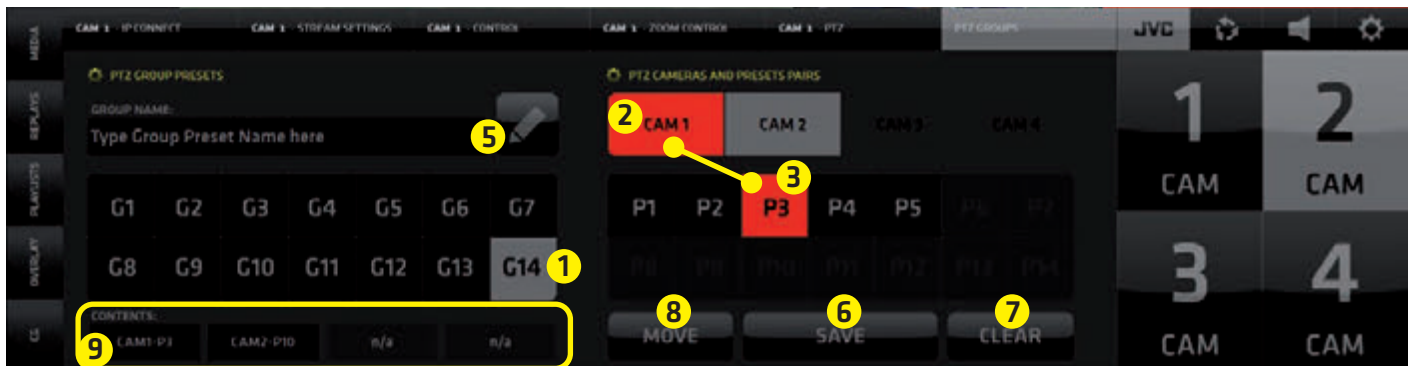 CAM 1 - IP CONNECT
CAM 1 - STREAM SETTINGS
CAM 1 - CONTROL
CAM 1 - ZOOM CONTROL
CAM 1 - PTZ
PTZ GROUPS
JVC
MEDIA
REPLAYS
PLAYLISTS
OVERLAY
CG
PTZ GROUP PRESETS
GROUP NAME:
Type Group Preset Name here
5
G1 G2 G3 G4 G5 G6 G7
G8 G9 G10 G11 G12 G13 G14 1
CONTENTS:
9 CAM1-P3 CAM2-P10 n/a n/a
PTZ CAMERAS AND PRESETS PAIRS
2 CAM 1 CAM 2 CAM 3 CAM 4
3
P1 P2 P3 P4 P5 P6 P7
P8 P9 P10 P11 P12 P13 P14
8 6 7
MOVE SAVE CLEAR
1 2
CAM CAM
3 4
CAM CAM